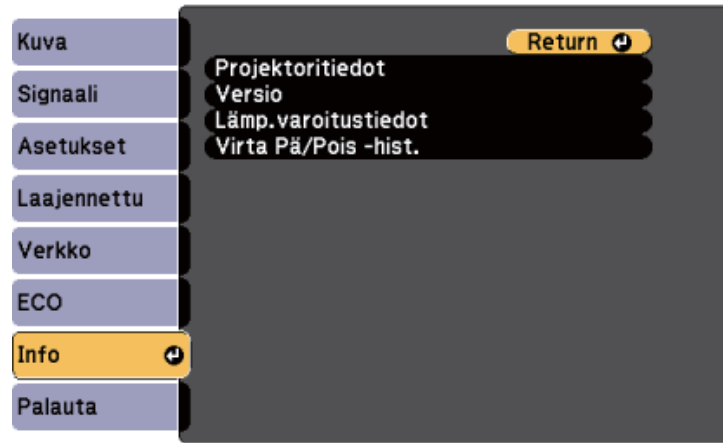 Kuva
Signaali
Asetukset
Laajennettu
Verkko
ECO
Info
Palauta
Return
Projektoritiedot
Versio
Lämp.varoitustiedot
Virta Pä/Pois -hist.